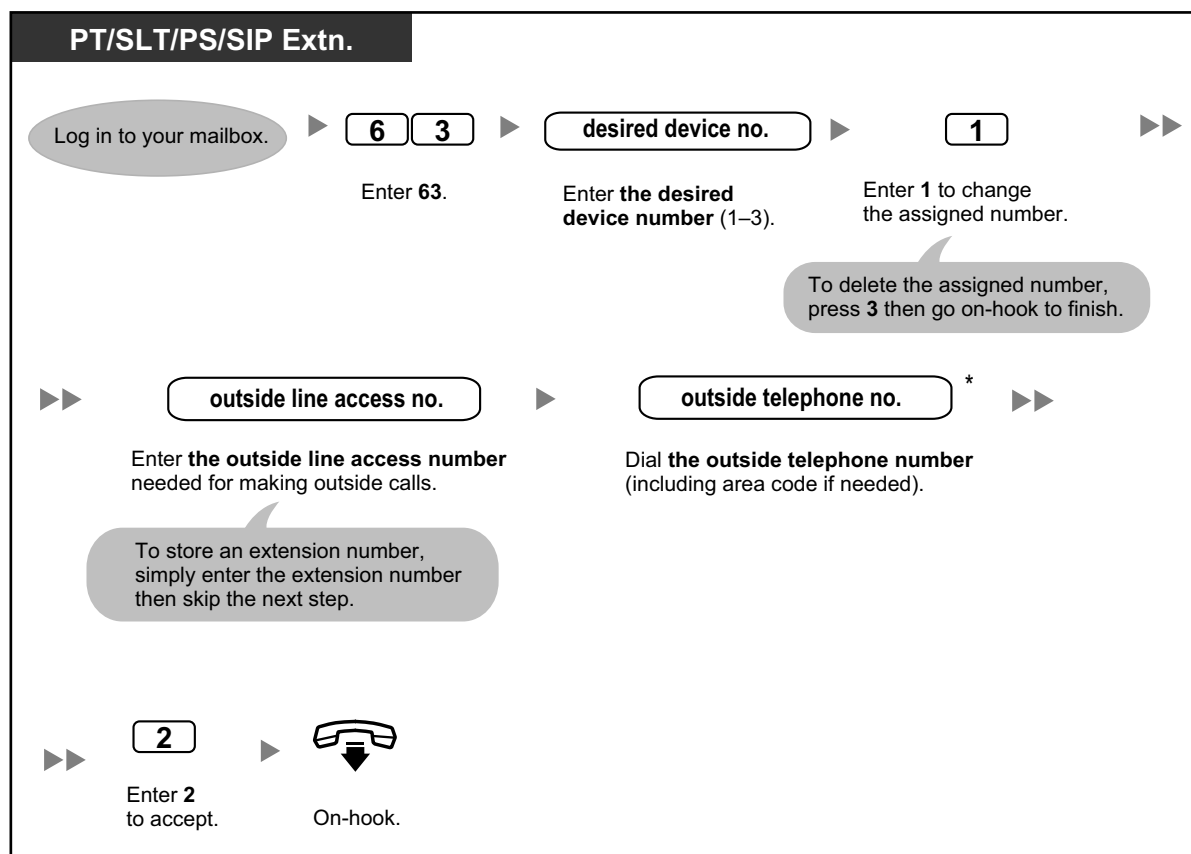 PT/SLT/PS/SIP Extn.
Log in to your mailbox.
6 3
desired device no.
1
Enter 63.
Enter the desired
device number (1–3).
Enter 1 to change
the assigned number.
To delete the assigned number,
press 3 then go on-hook to finish.
outside line access no.
outside telephone no. *
Enter the outside line access number
needed for making outside calls.
Dial the outside telephone number
(including area code if needed).
To store an extension number,
simply enter the extension number
then skip the next step.
2
Enter 2
to accept.
On-hook.